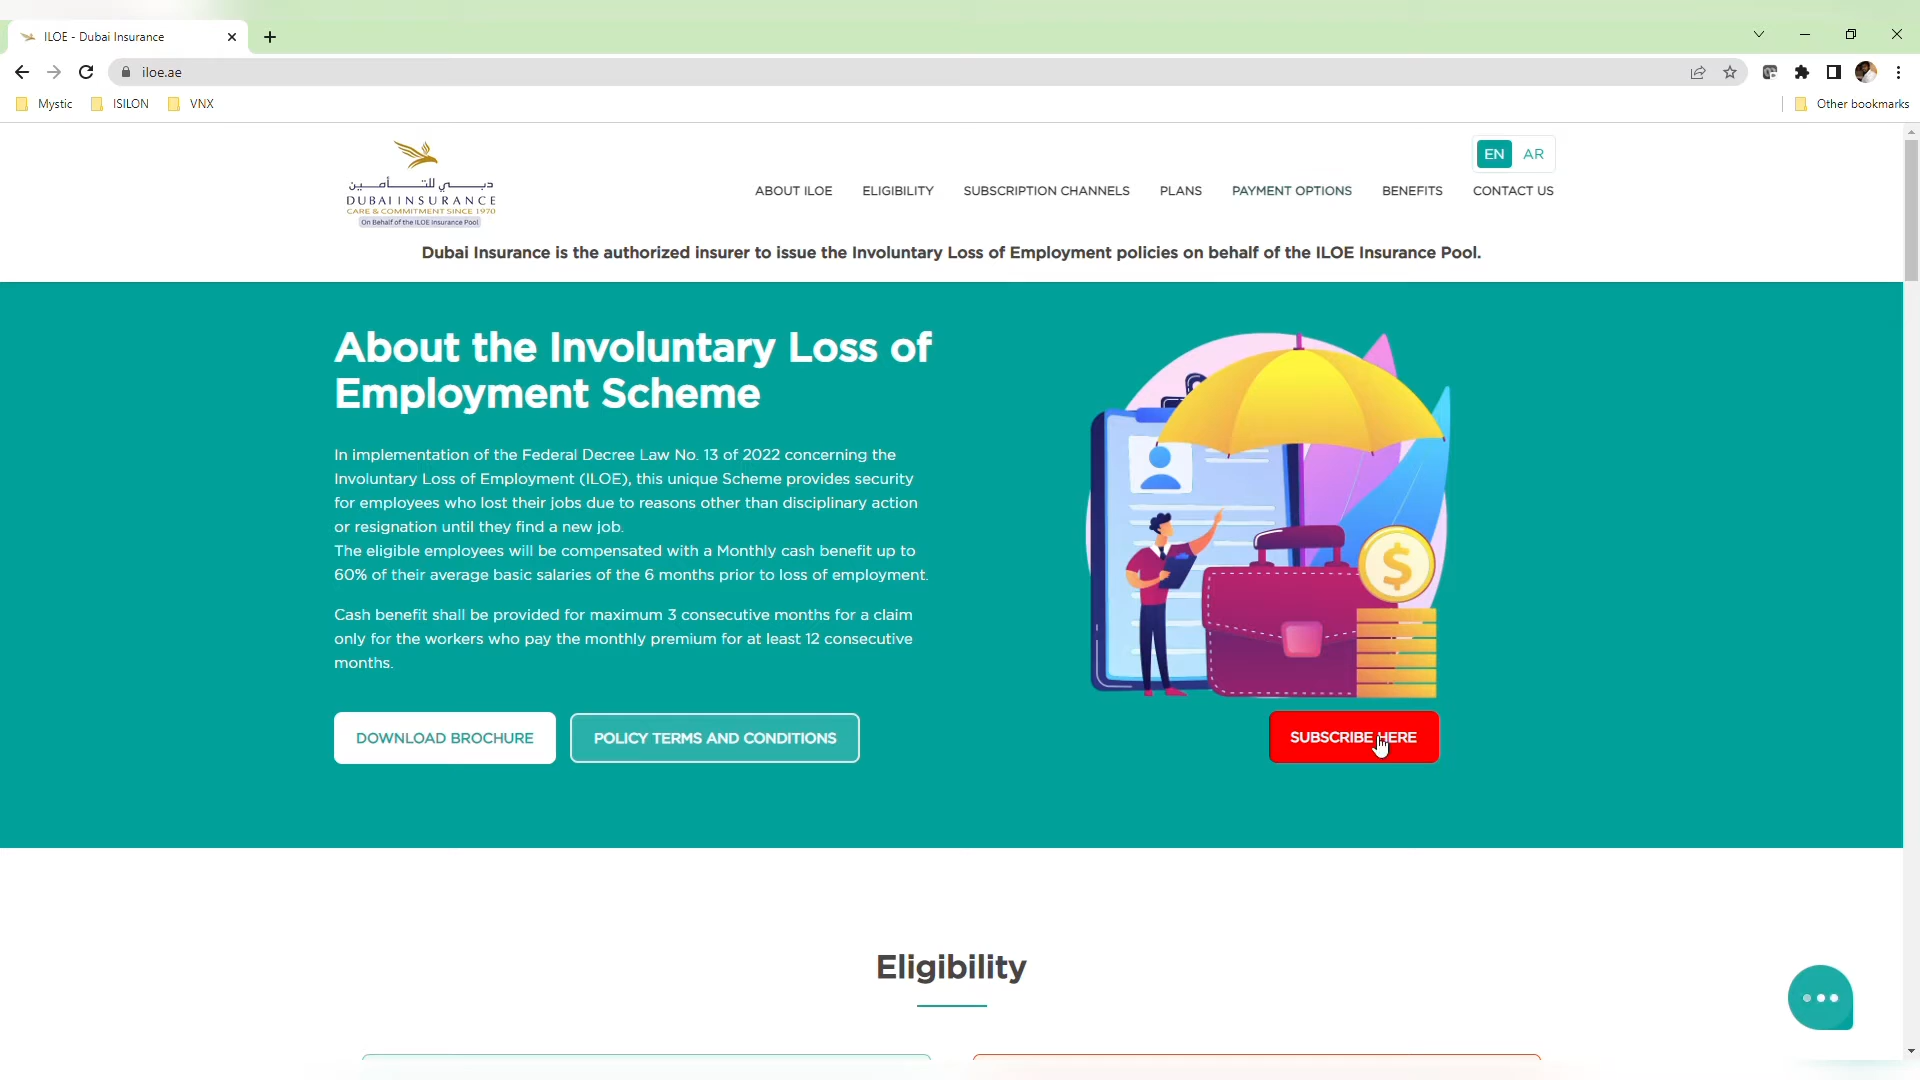 ILOE - Dubai Insurance
iloe.ae
Mystic
ISILON
VNX
Other bookmarks
EN
AR
دبـي للتـأمـين
DUBAI INSURANCE
CARE & COMMITMENT SINCE 1970
On Behalf of the ILOE Insurance Pool
ABOUT ILOE
ELIGIBILITY
SUBSCRIPTION CHANNELS
PLANS
PAYMENT OPTIONS
BENEFITS
CONTACT US
Dubai Insurance is the authorized insurer to issue the Involuntary Loss of Employment policies on behalf of the ILOE Insurance Pool.
About the Involuntary Loss of
Employment Scheme
In implementation of the Federal Decree Law No. 13 of 2022 concerning the
Involuntary Loss of Employment (ILOE), this unique Scheme provides security
for employees who lost their jobs due to reasons other than disciplinary action
or resignation until they find a new job.
The eligible employees will be compensated with a Monthly cash benefit up to
60% of their average basic salaries of the 6 months prior to loss of employment.
Cash benefit shall be provided for maximum 3 consecutive months for a claim
only for the workers who pay the monthly premium for at least 12 consecutive
months.
$
DOWNLOAD BROCHURE
POLICY TERMS AND CONDITIONS
SUBSCRIBE HERE
Eligibility